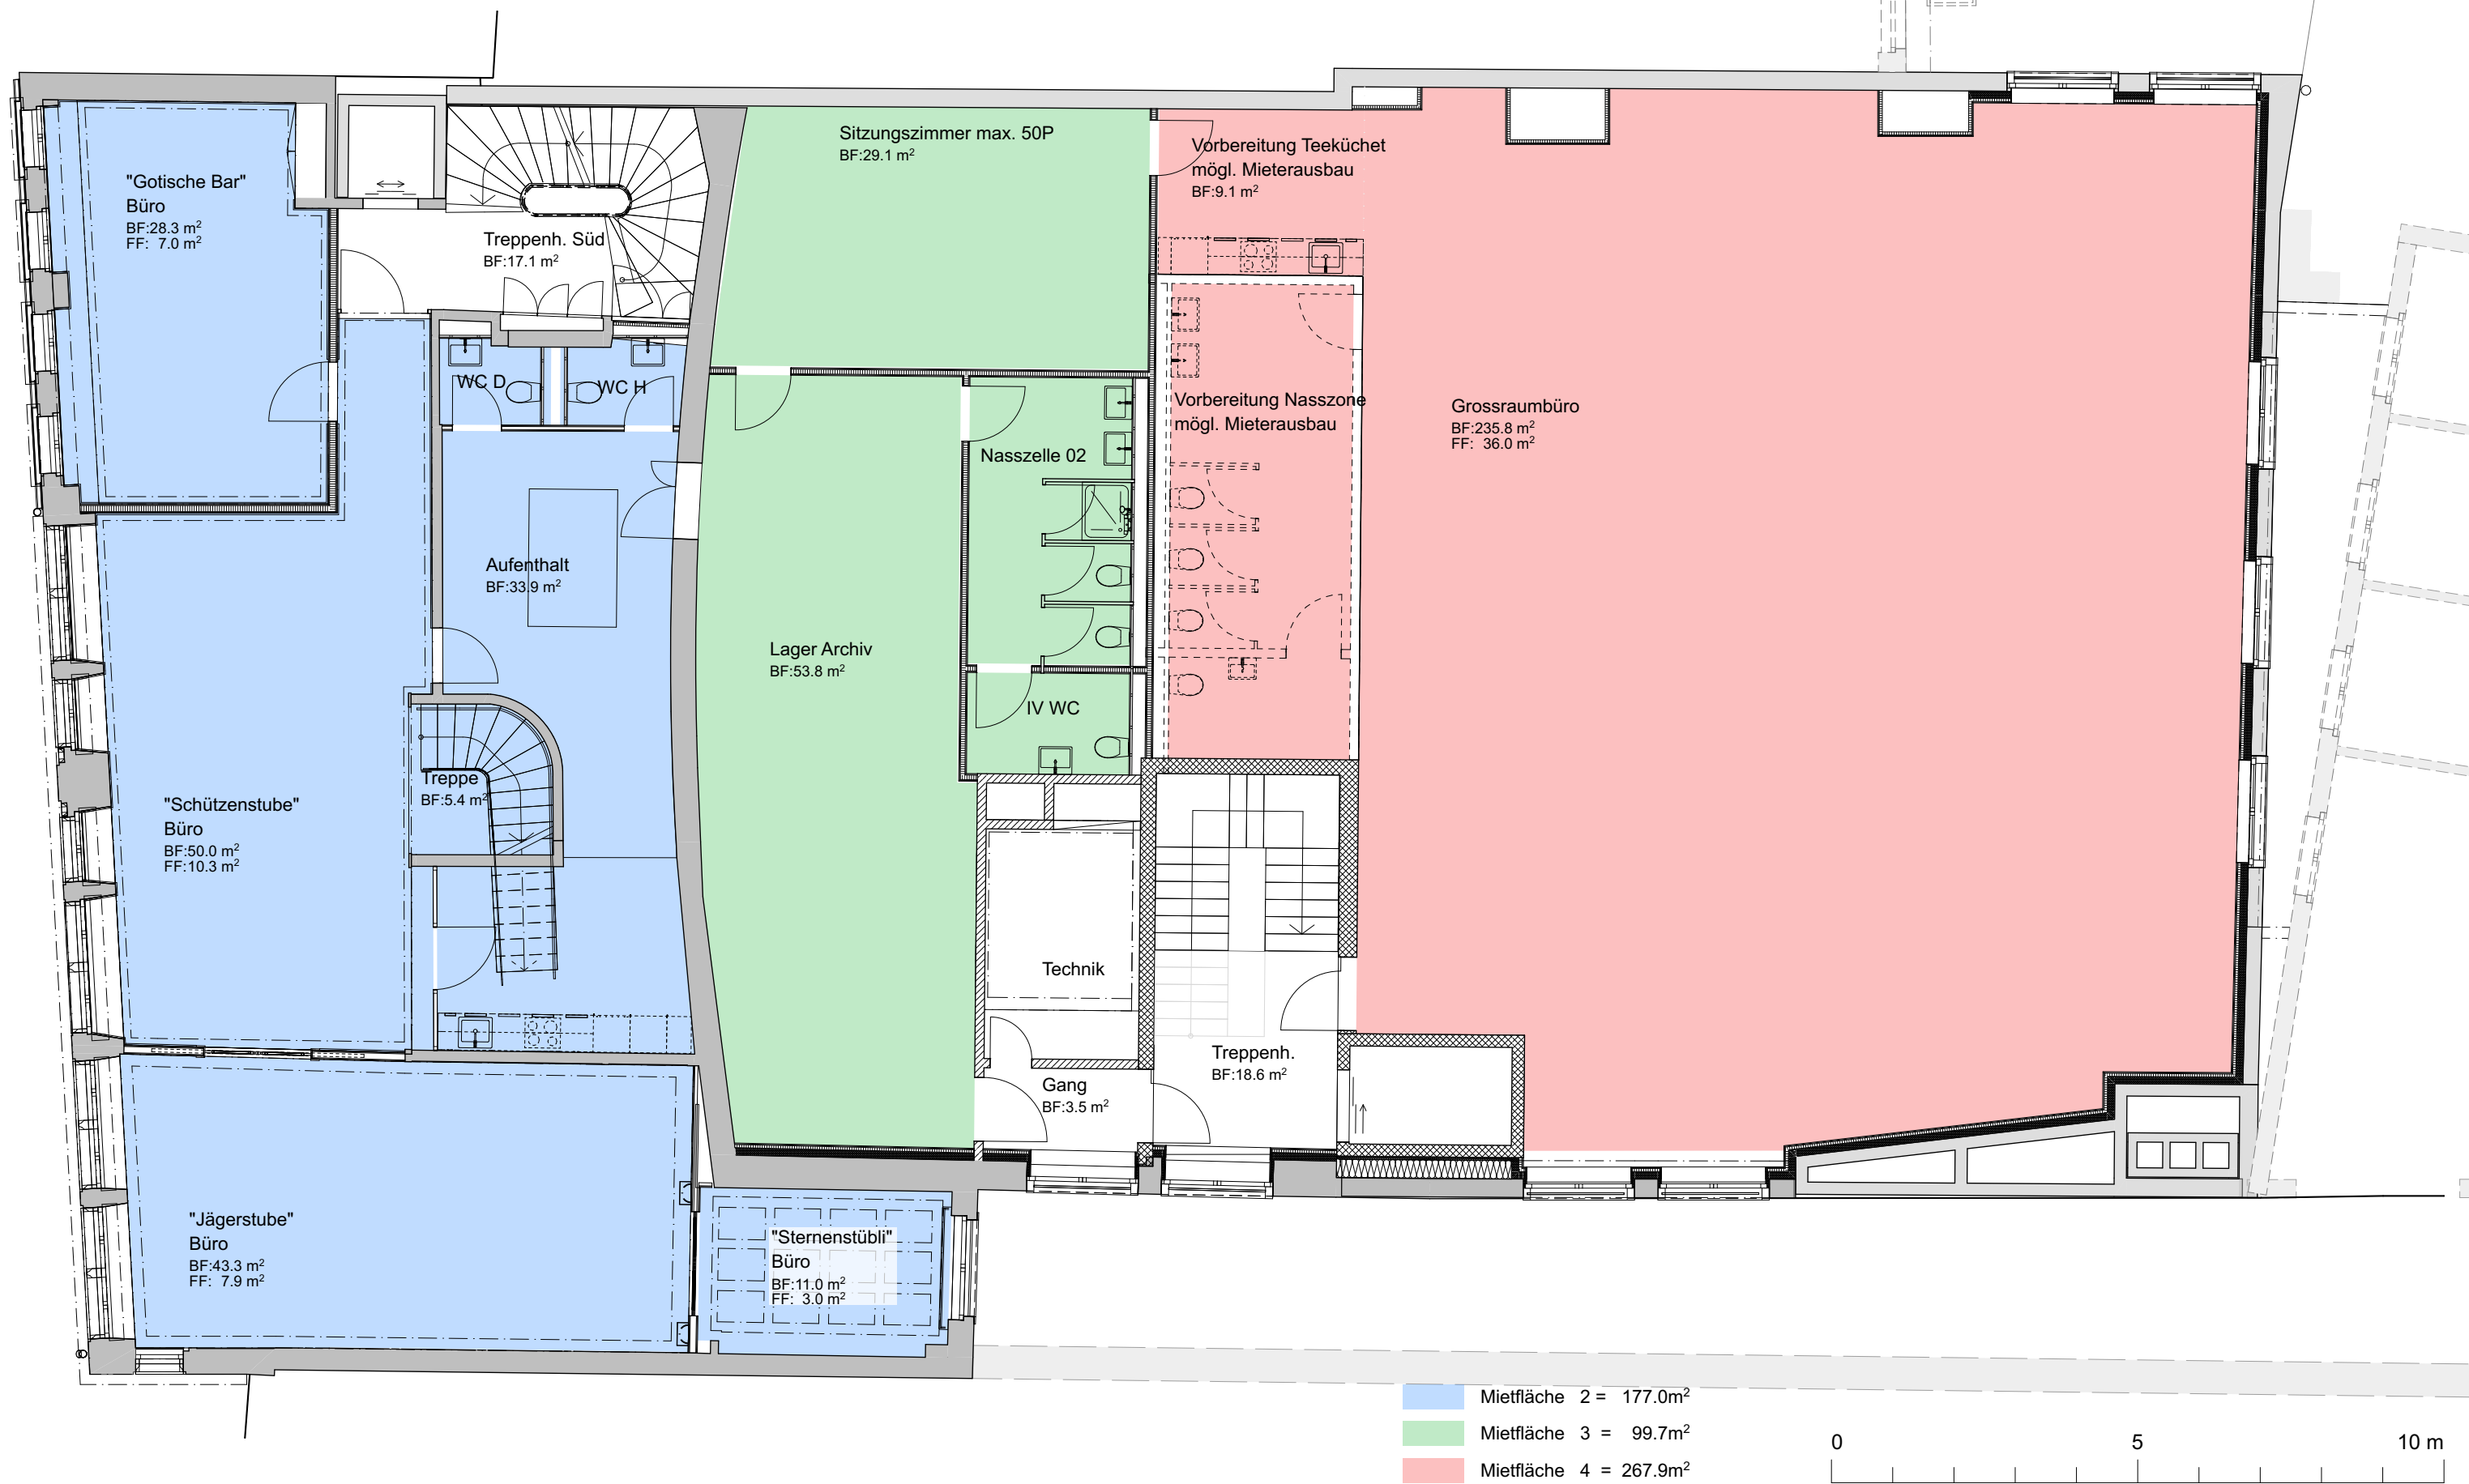 "Gotische Bar"
Büro
BF:28.3 m²
FF: 7.0 m²
Treppenh. Süd
BF:17.1 m²
Sitzungszimmer max. 50P
BF:29.1 m²
Vorbereitung Teeküchet
mögl. Mieterausbau
BF:9.1 m²
WC D
WC H
Vorbereitung Nasszone
mögl. Mieterausbau
Grossraumbüro
BF:235.8 m²
FF: 36.0 m²
Nasszelle 02
Aufenthalt
BF:33.9 m²
Lager Archiv
BF:53.8 m²
IV WC
Treppe
BF:5.4 m²
"Schützenstube"
Büro
BF:50.0 m²
FF:10.3 m²
Technik
Treppenh.
BF:18.6 m²
Gang
BF:3.5 m²
"Jägerstube"
Büro
BF:43.3 m²
FF: 7.9 m²
"Sternenstübli"
Büro
BF:11.0 m²
FF: 3.0 m²
Mietfläche 2 = 177.0m²
Mietfläche 3 = 99.7m²
Mietfläche 4 = 267.9m²
0 5 10 m